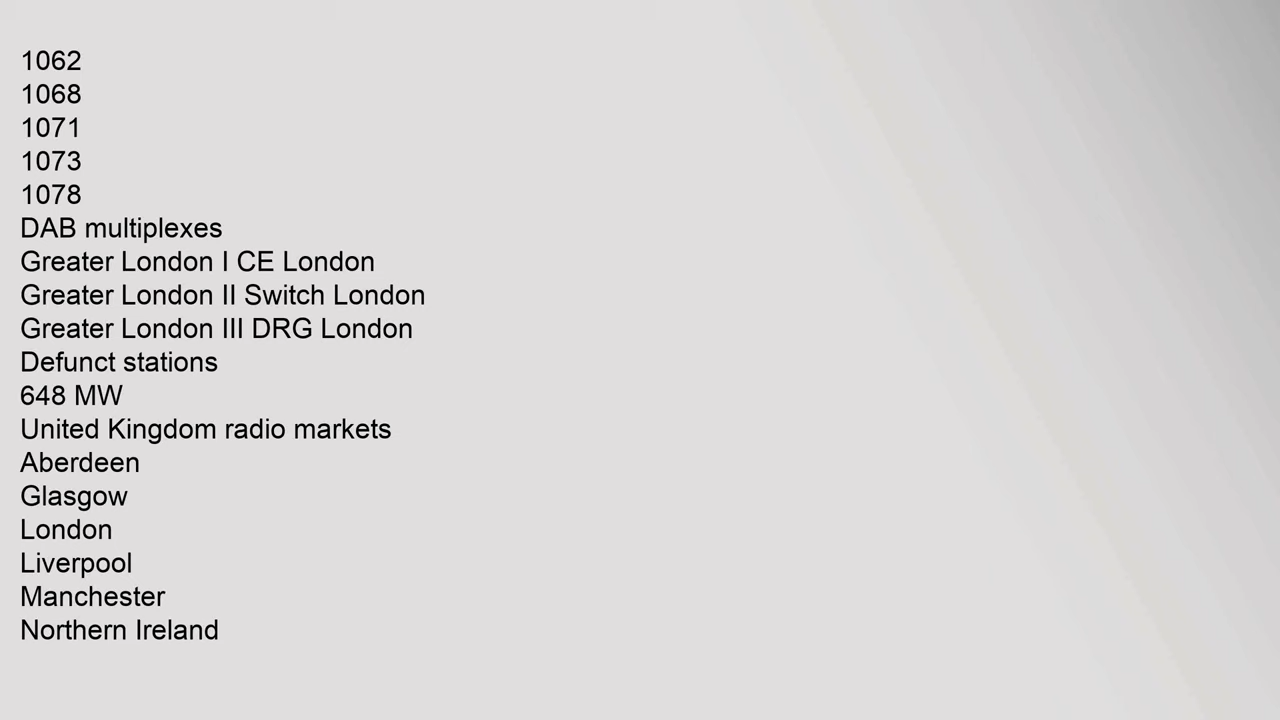 1062
1068
1071
1073
1078
DAB multiplexes
Greater London I CE London
Greater London II Switch London
Greater London III DRG London
Defunct stations
648 MW
United Kingdom radio markets
Aberdeen
Glasgow
London
Liverpool
Manchester
Northern Ireland